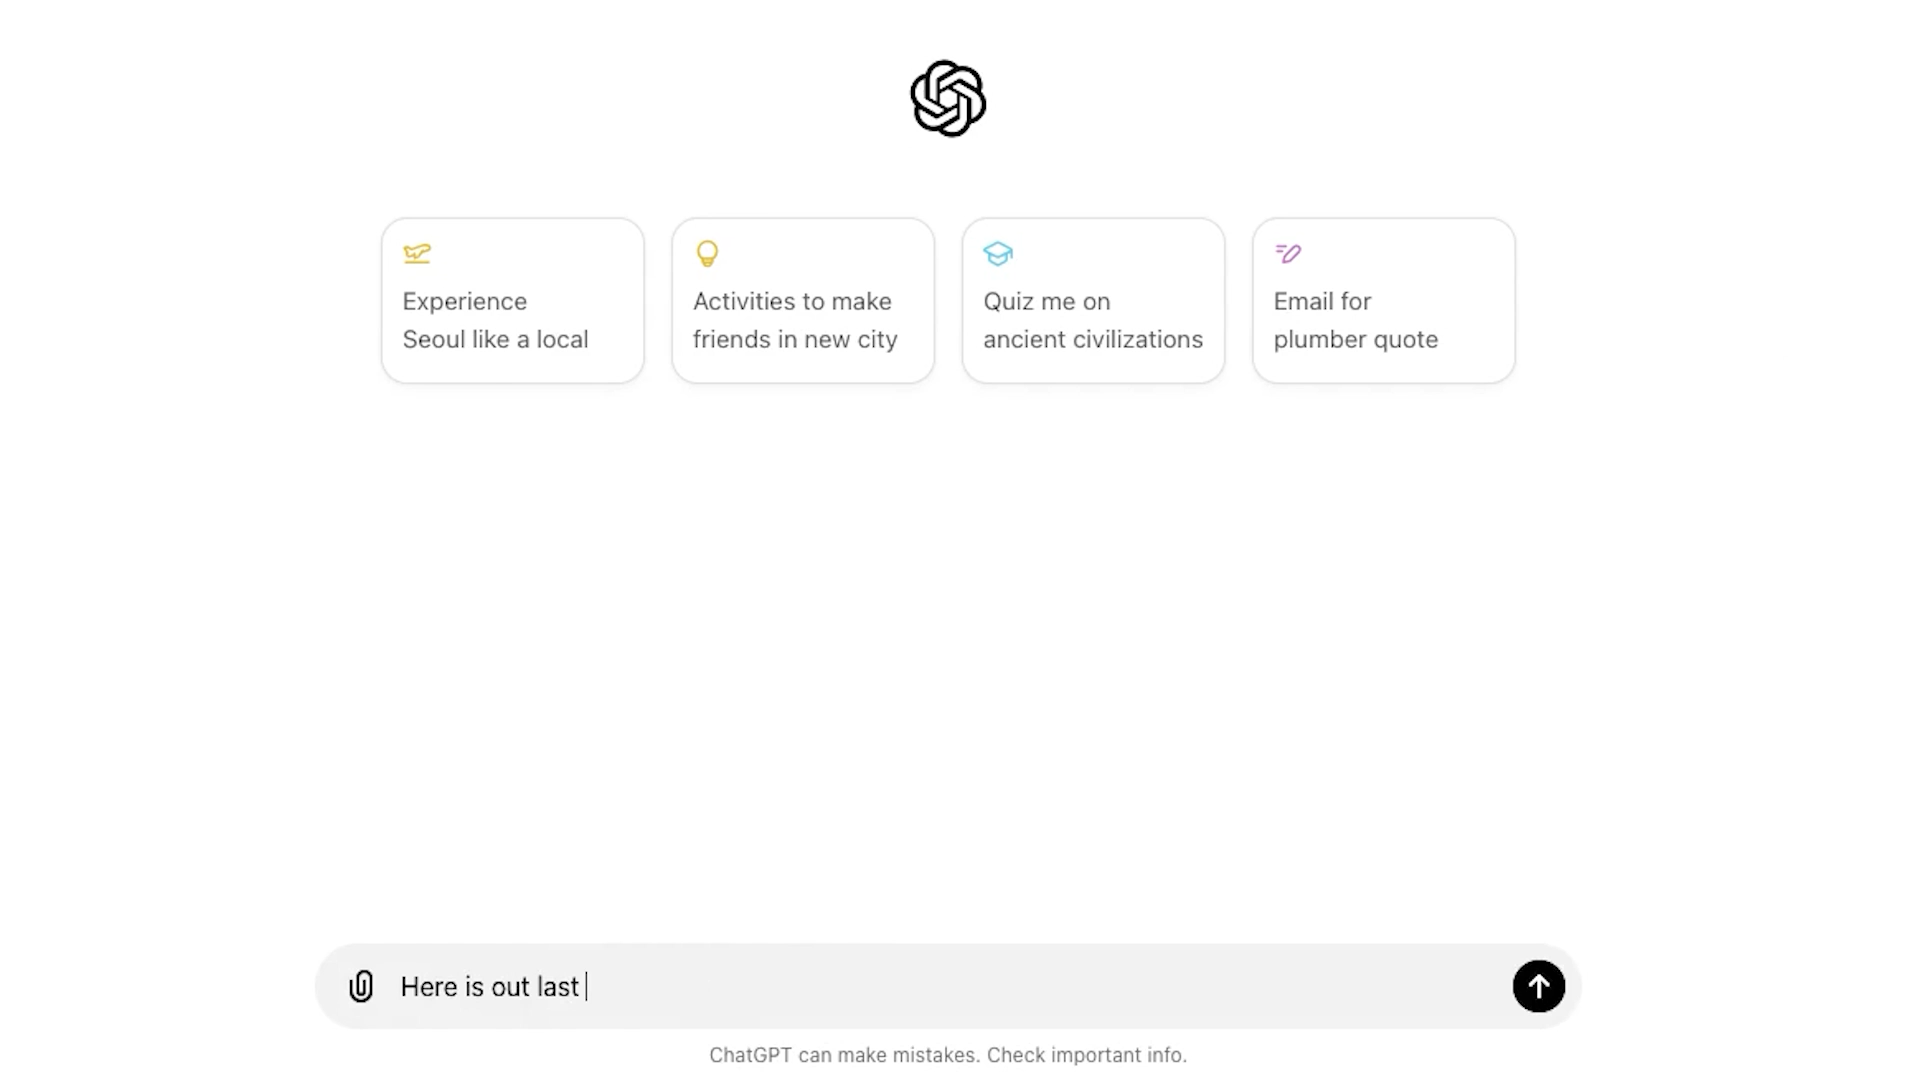 Experience
Seoul like a local
Activities to make
friends in new city
Quiz me on
ancient civilizations
Email for
plumber quote
Here is out last
ChatGPT can make mistakes. Check important info.